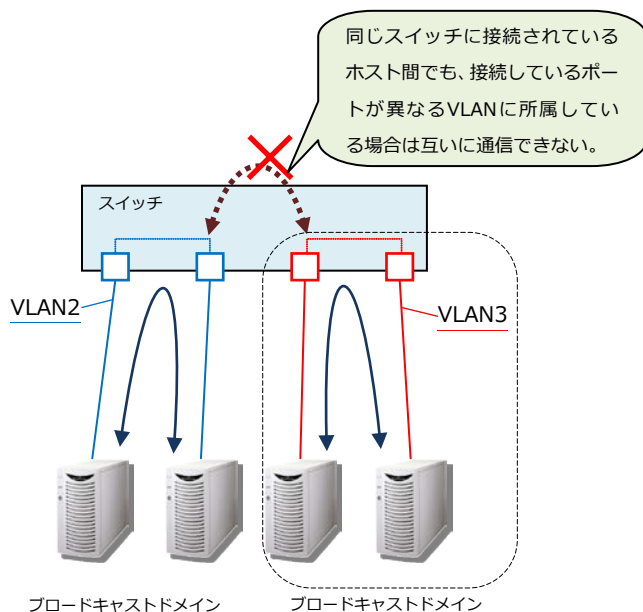 同じスイッチに接続されている
ホスト間でも、接続しているポー
トが異なるVLANに所属してい
る場合は互いに通信できない。
スイッチ
VLAN2
VLAN3
ブロードキャストドメイン
ブロードキャストドメイン